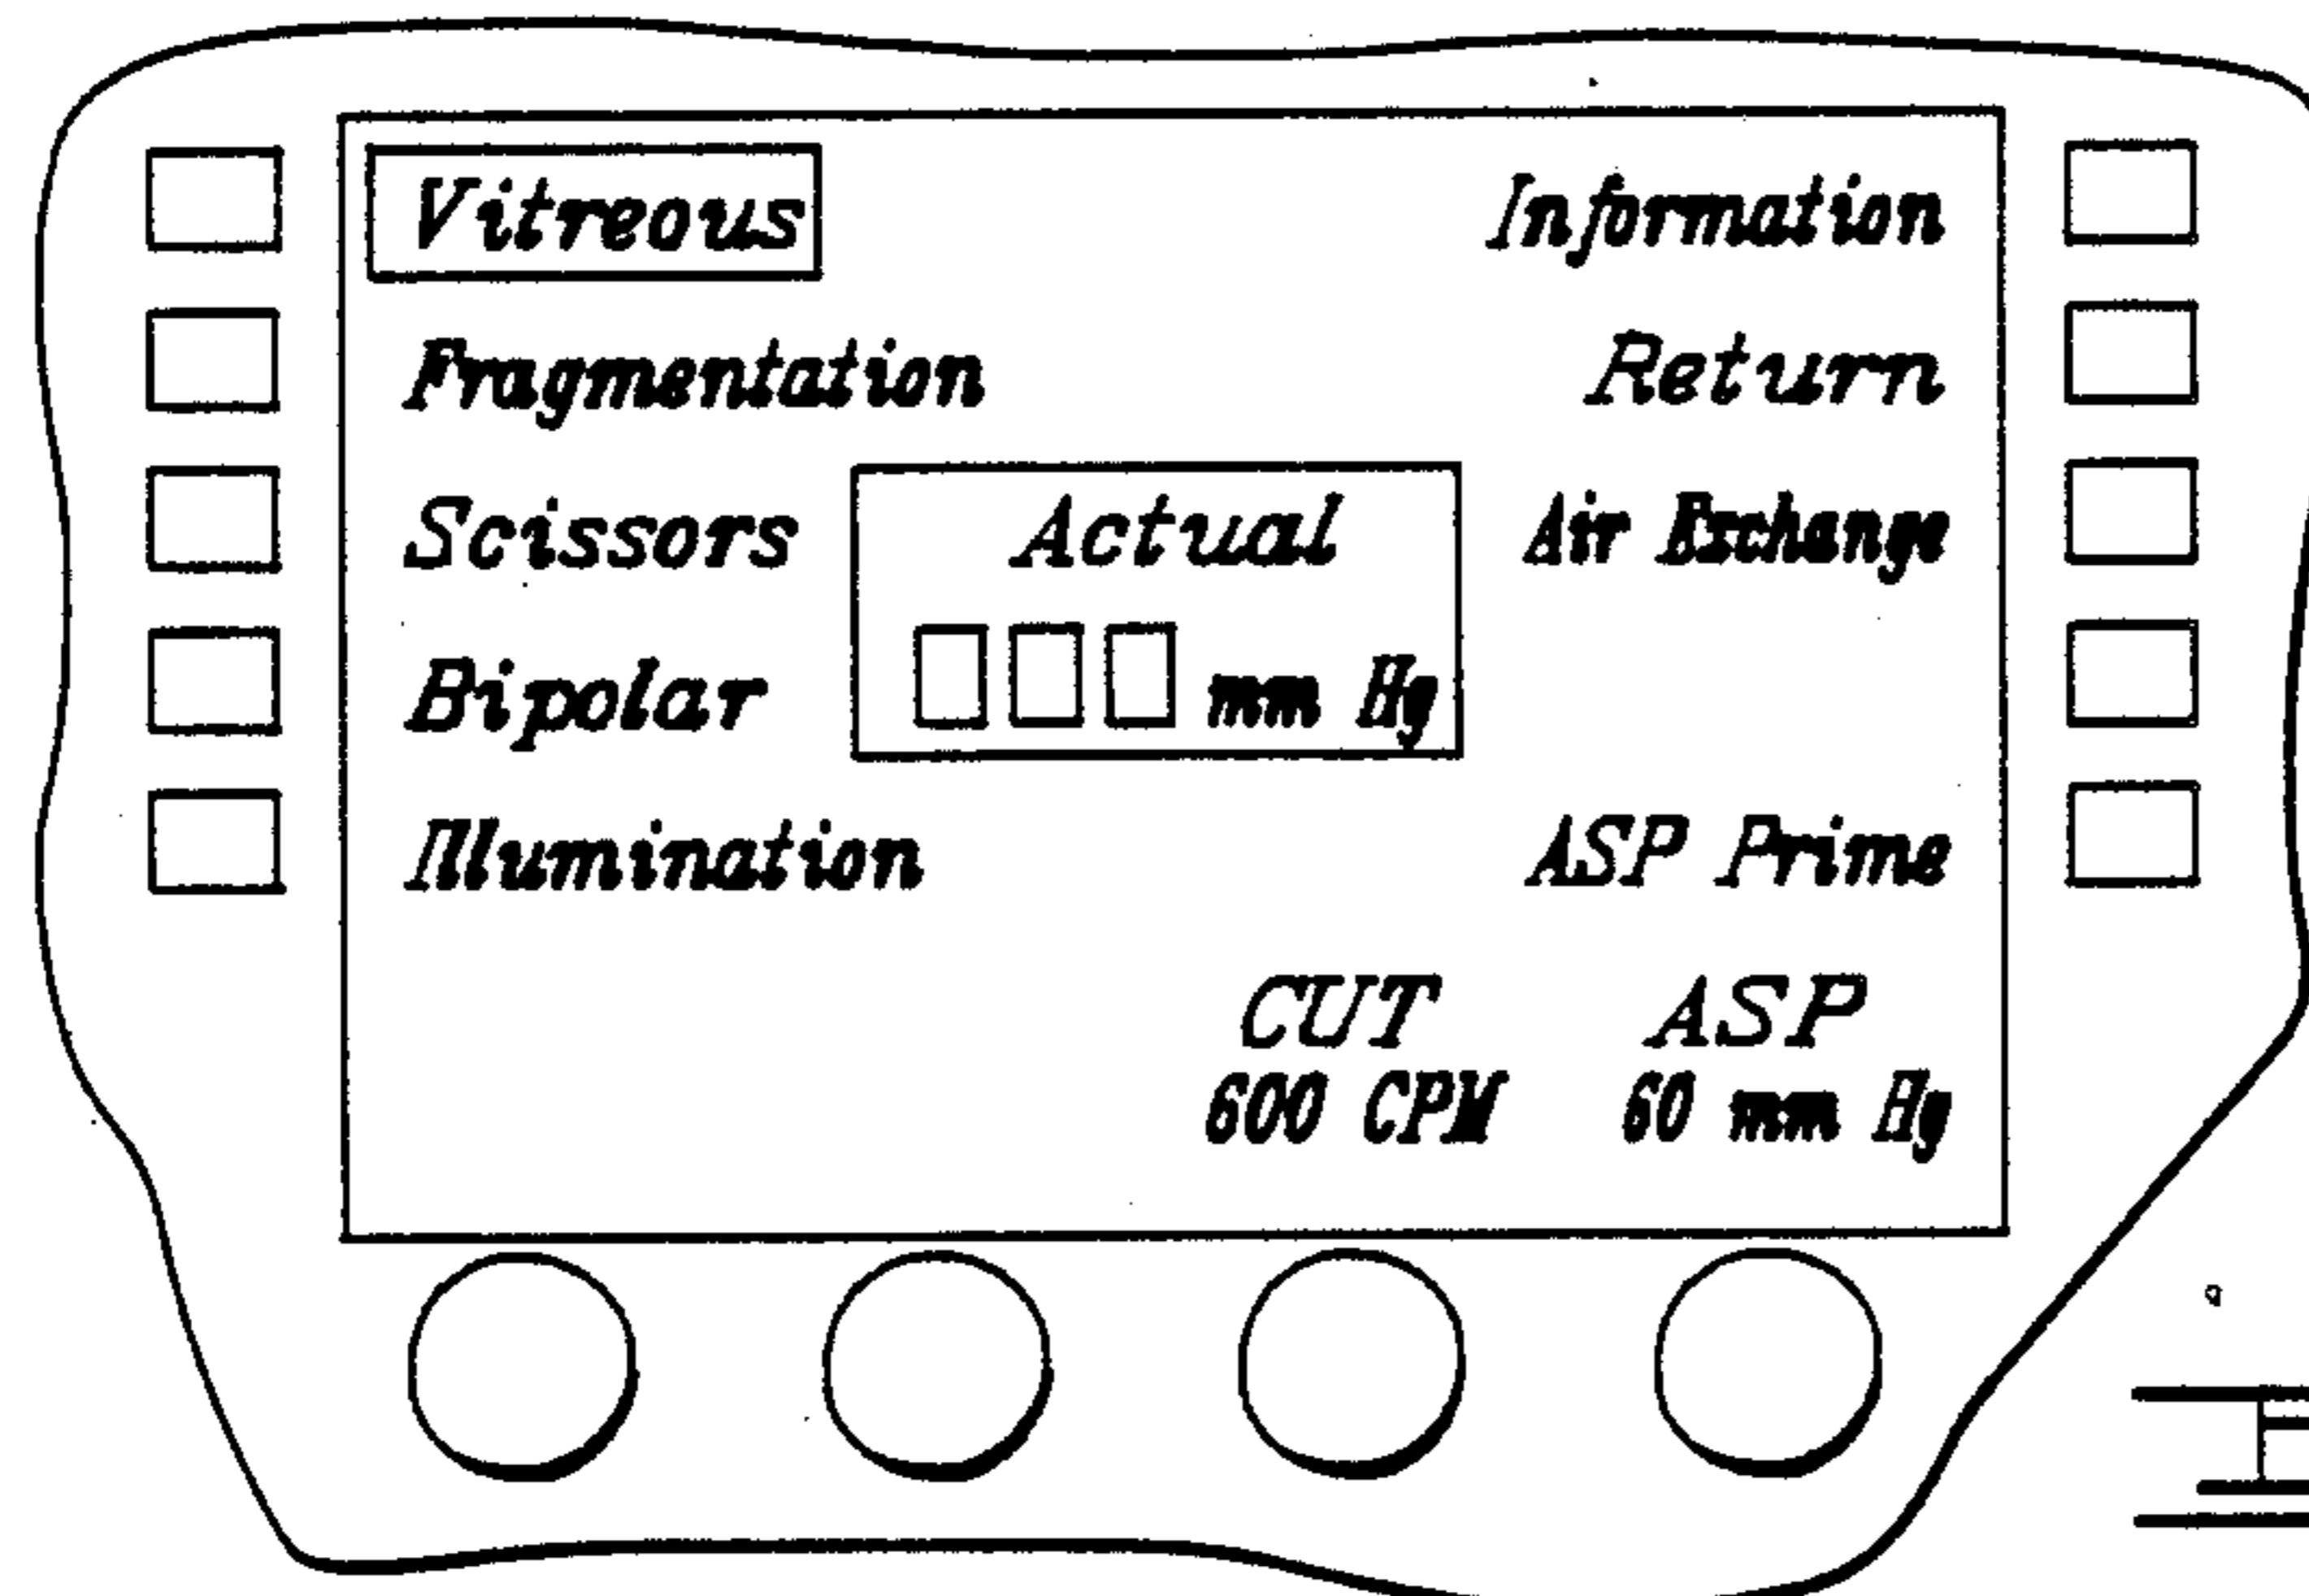 Vitreous Information
Fragmentation Return
Scissors Actual Air Exchange
Bipolar mm Hg
Illumination ASP Prime
CUT ASP
600 CPM 60 mm Hg